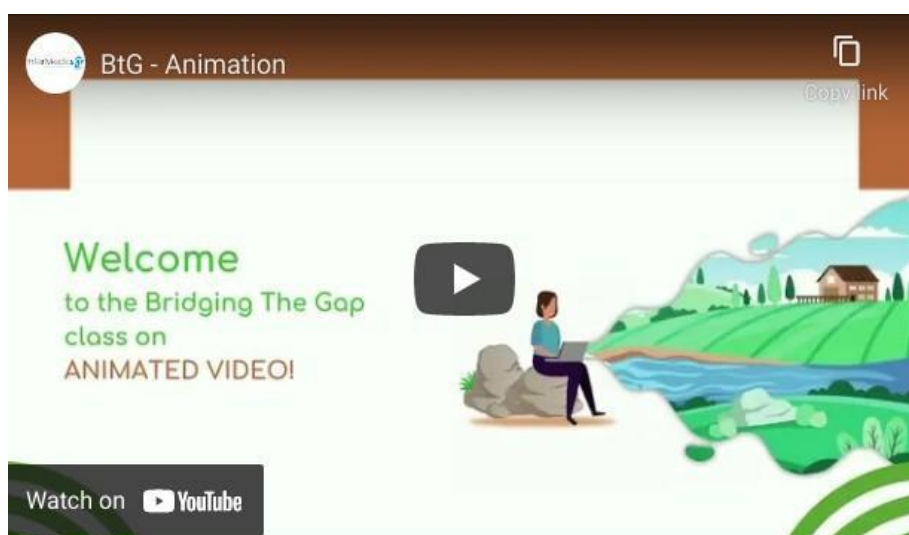 BtG - Animation
Copy link
Welcome
to the Bridging The Gap
class on
ANIMATED VIDEO!
Watch on YouTube